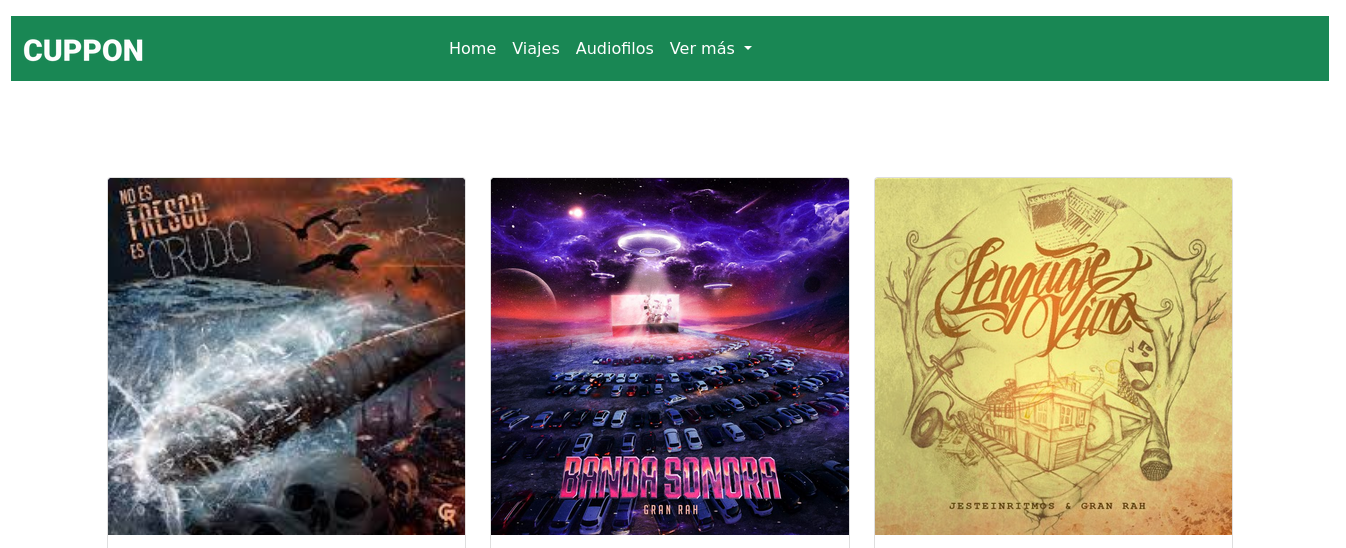 CUPPON
Home Viajes Audiofilos Ver más
NO ES
FRESCO
ES CRUDO
GR
BANDA SONORA
GRAN RAH
Lenguaje
Vivo
JESTEINRITMOS & GRAN RAH